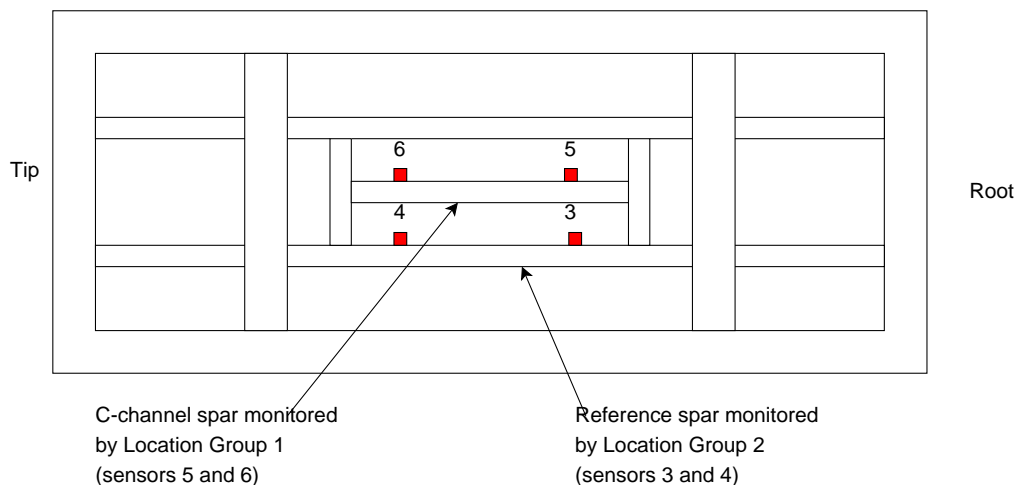 6
5
Tip
Root
4
3
C-channel spar monitored
by Location Group 1
(sensors 5 and 6)
Reference spar monitored
by Location Group 2
(sensors 3 and 4)